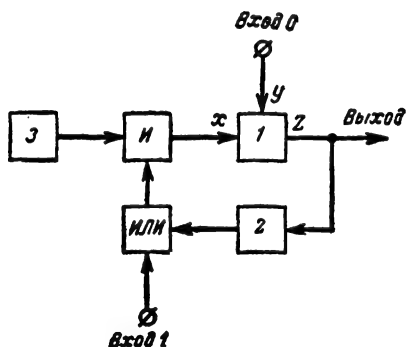 Вход 0
y
З И x 1 Z Выход
ИЛИ 2
Вход 1